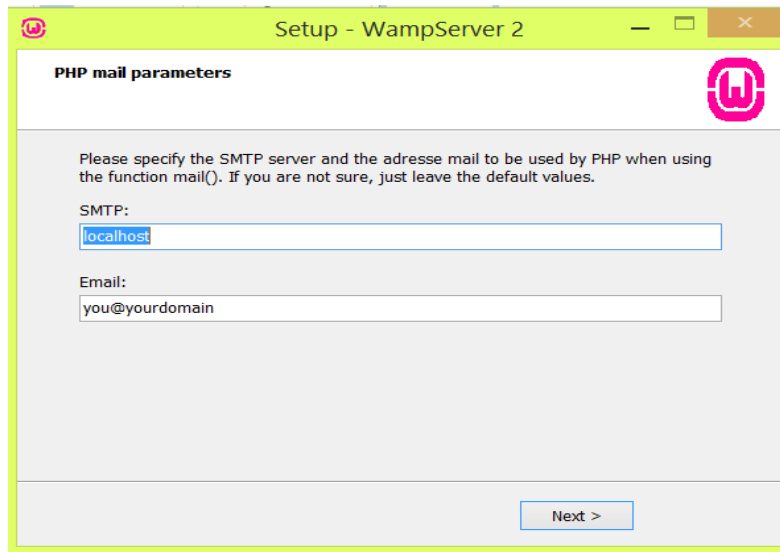 Setup - WampServer 2
PHP mail parameters
Please specify the SMTP server and the adresse mail to be used by PHP when using
the function mail(). If you are not sure, just leave the default values.
SMTP:
localhost
Email:
you@yourdomain
Next >